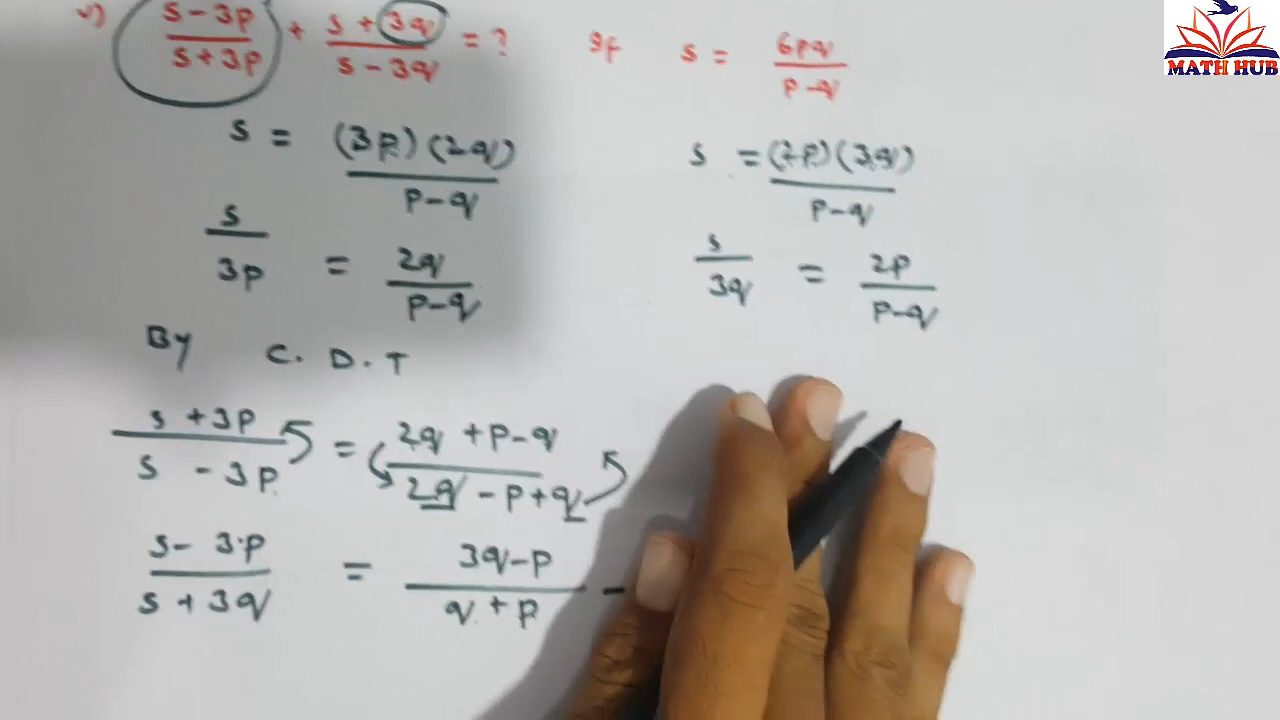 v) s - 3p / s + 3p + s + 3q / s - 3q = ? If s = 6pq / p - q
s = (3p)(2q) / p - q
s / 3p = 2q / p - q
s = (2p)(3q) / p - q
s / 3q = 2p / p - q
By C. D. T
s + 3p / s - 3p = 2q + p - q / 2q - p + q
s - 3.p / s + 3q = 3q - p / q + p -
MATH HUB